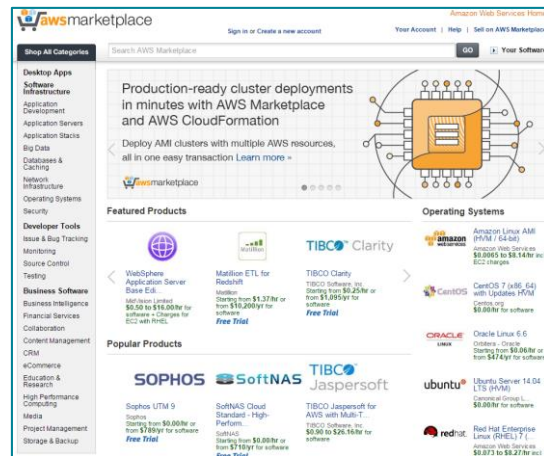 awsmarketplace
Amazon Web Services Home
Sign in or Create a new account
Your Account | Help | Sell on AWS Marketplace
Shop All Categories
Search AWS Marketplace
GO
Your Software
Desktop Apps
Software
Infrastructure
Application
Development
Application Servers
Application Stacks
Big Data
Databases &
Caching
Network
Infrastructure
Operating Systems
Security
Developer Tools
Issue & Bug Tracking
Monitoring
Source Control
Testing
Business Software
Business Intelligence
Financial Services
Collaboration
Content Management
CRM
eCommerce
Education &
Research
High Performance
Computing
Media
Project Management
Storage & Backup
Production-ready cluster deployments
in minutes with AWS Marketplace
and AWS CloudFormation
Deploy AMI clusters with multiple AWS resources,
all in one easy transaction Learn more »
awsmarketplace
Featured Products
WebSphere
Application Server
Base Edi...
MidVision Limited
$0.50 to $16.00/hr for
software + Charges for
EC2 with RHEL
Matillion
Matillion ETL for
Redshift
Matillion
Starting from $1.37/hr or
from $10,200/yr for
software
Free Trial
TIBCO Clarity
TIBCO Clarity
TIBCO Software, Inc.
Starting from $0.25/hr or
from $1,095/yr for
software
Free Trial
Popular Products
SOPHOS
Sophos UTM 9
Sophos
Starting from $0.00/hr or
from $789/yr for software
Free Trial
SoftNAS
SoftNAS Cloud
Standard - High-
Perform...
SoftNAS
Starting from $0.00/hr or
from $710/yr for software
Free Trial
TIBCO
Jaspersoft
TIBCO Jaspersoft for
AWS with Multi-T...
TIBCO Software, Inc.
$0.90 to $26.16/hr for
software
Operating Systems
amazon
webservices
Amazon Linux AMI
(HVM / 64-bit)
Amazon Web Services
$0.0065 to $8.14/hr incl
EC2 charges
CentOS
CentOS 7 (x86_64)
with Updates HVM
Centos.org
$0.00/hr for software
ORACLE
LINUX
Oracle Linux 6.6
Orbitera - Oracle
Starting from $0.06/hr or
from $474/yr for software
ubuntu
Ubuntu Server 14.04
LTS (HVM)
Canonical Group L...
$0.00/hr for software
redhat
Red Hat Enterprise
Linux (RHEL) 7 (...
Amazon Web Services
$0.073 to $8.27/hr incl